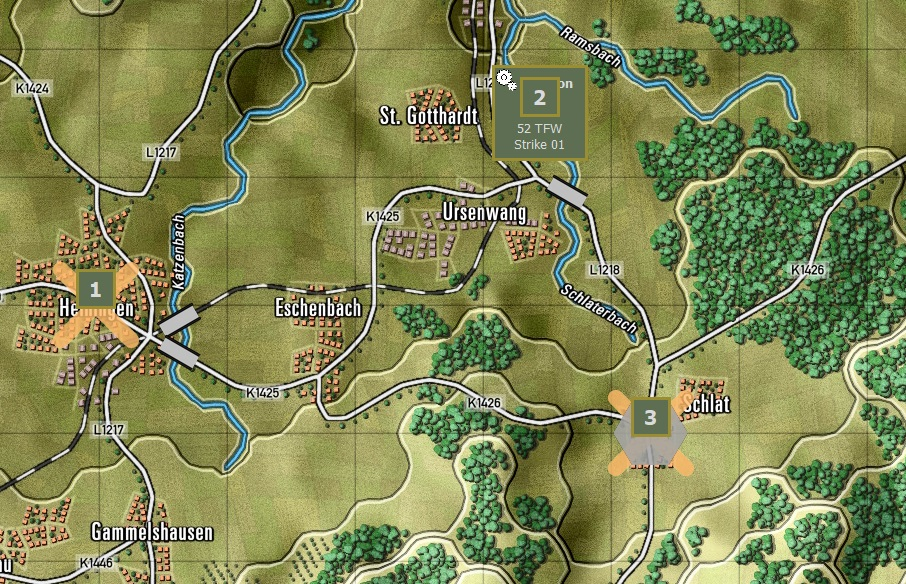 Ramsbach
K1424
St. Gotthardt
2
52 TFW
Strike 01
L1217
K1425
Ursenwang
Katzenbach
L1218
K1426
1
Eschenbach
Schlaterbach
K1425
K1426
3
Schlat
L1217
Gammelshausen
K1446